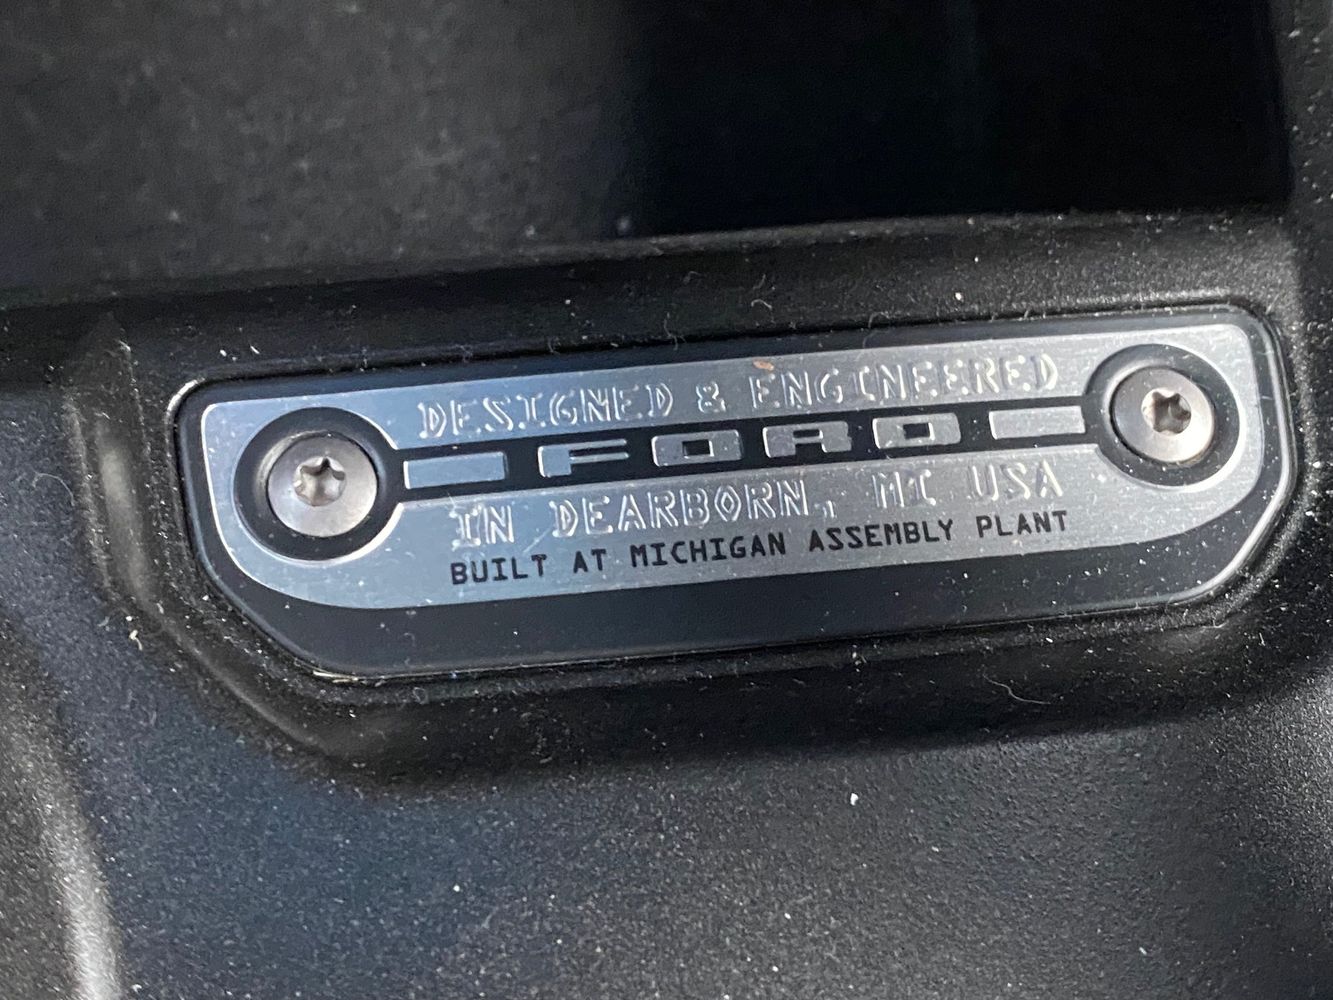 DESIGNED & ENGINEERED
FORD
IN DEARBORN, MI USA
BUILT AT MICHIGAN ASSEMBLY PLANT